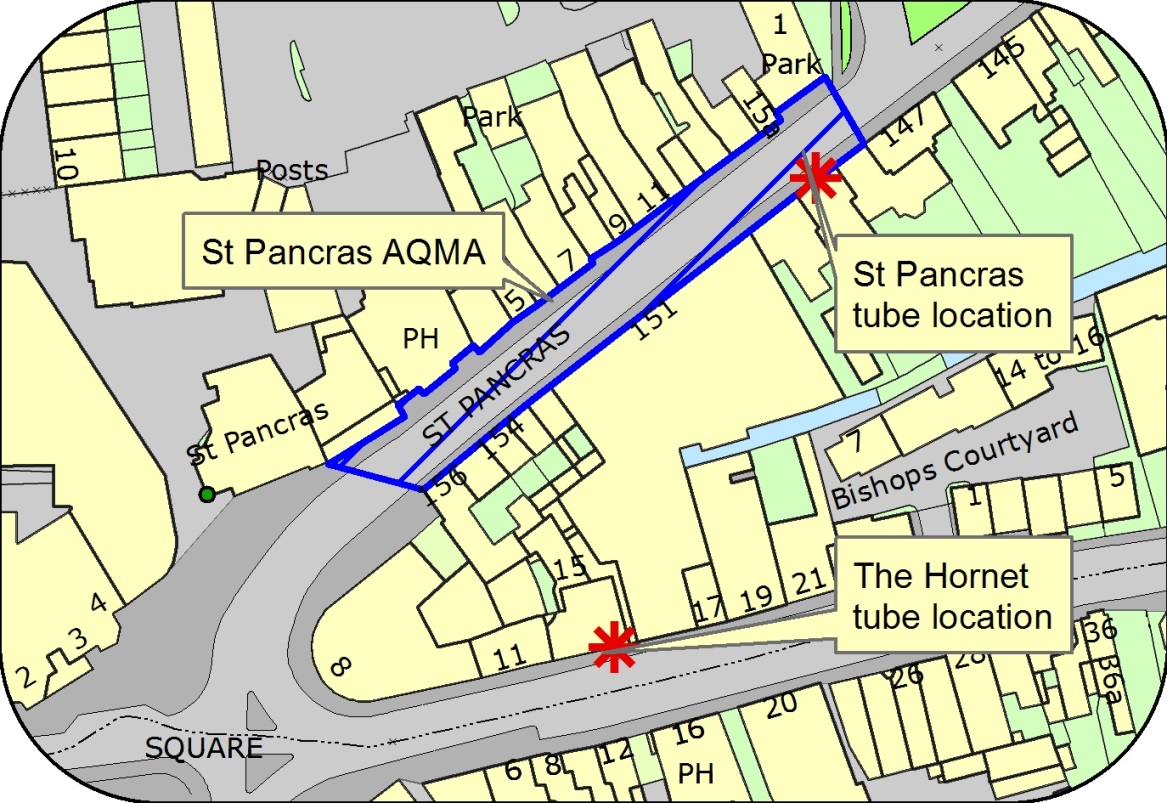 1
Park
145
Park
15a
147
10
Posts
11
9
St Pancras AQMA
7
St Pancras
tube location
5
151
PH
ST PANCRAS
14 to 16
St Pancras
154
7
Bishops Courtyard
156
5
1
15
The Hornet
tube location
21
19
17
4
3
2
8
11
36
28
26
36a
20
16
SQUARE
12
8
6
PH